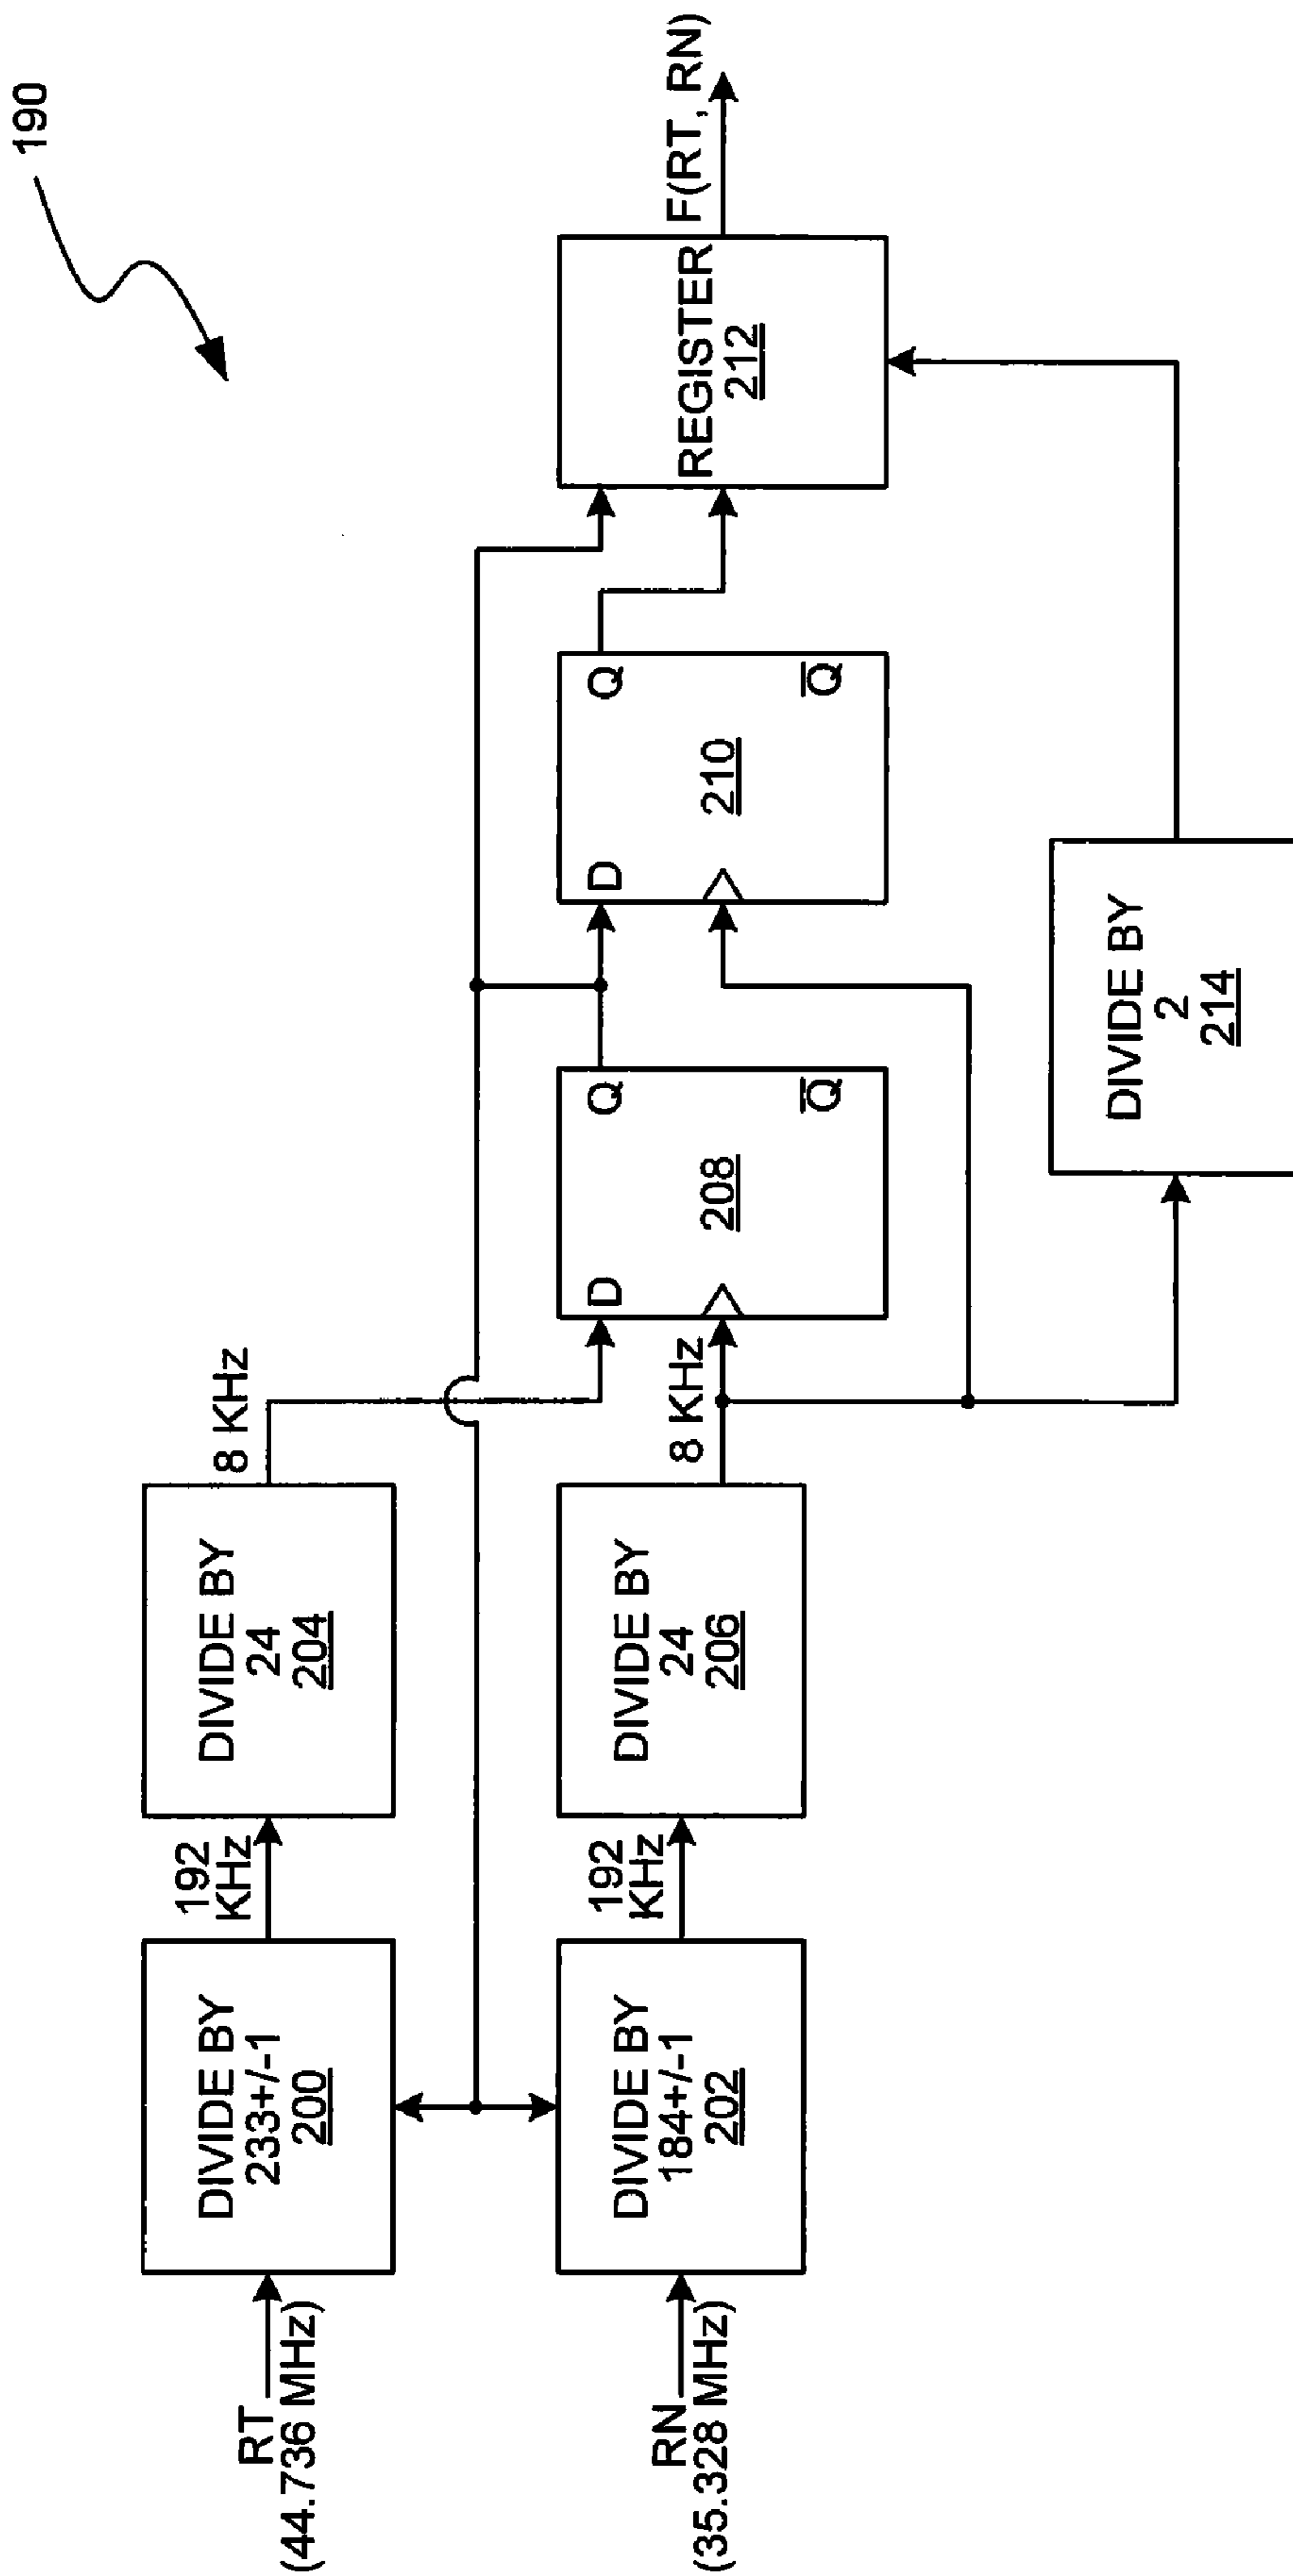 190
RT
(44.736 MHz)
DIVIDE BY
233+/-1
200
192
KHz
DIVIDE BY
24
204
8 KHz
RN
(35.328 MHz)
DIVIDE BY
184+/-1
202
192
KHz
DIVIDE BY
24
206
8 KHz
D
Q
208
Q̅
D
Q
210
Q̅
REGISTER
212
F(RT, RN)
DIVIDE BY
2
214